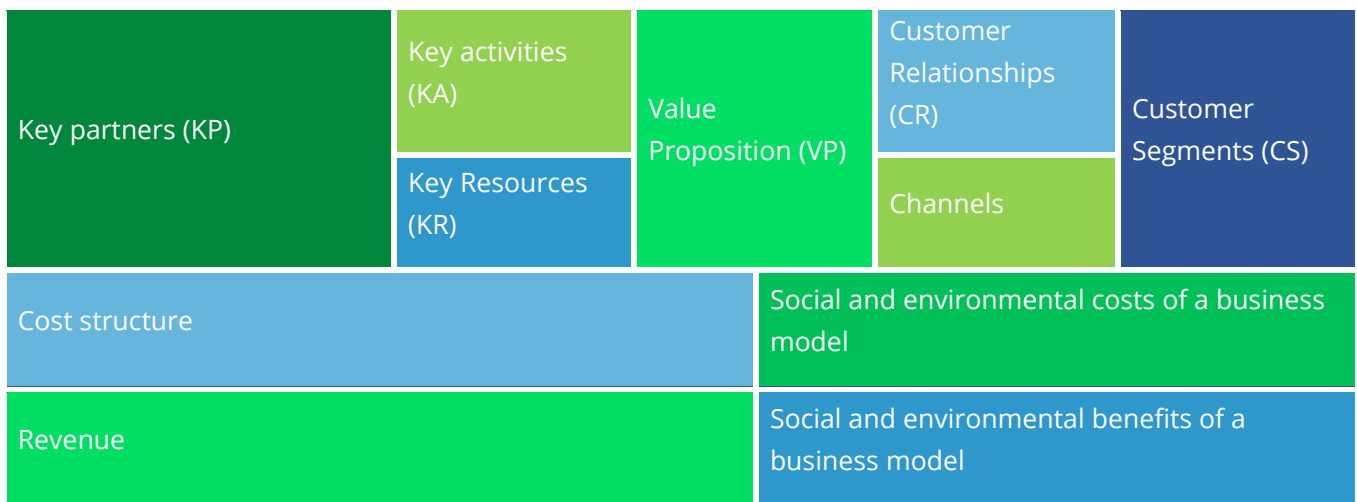 Key partners (KP)
Key activities
(KA)
Key Resources
(KR)
Value
Proposition (VP)
Customer
Relationships
(CR)
Channels
Customer
Segments (CS)
Cost structure
Social and environmental costs of a business
model
Revenue
Social and environmental benefits of a
business model